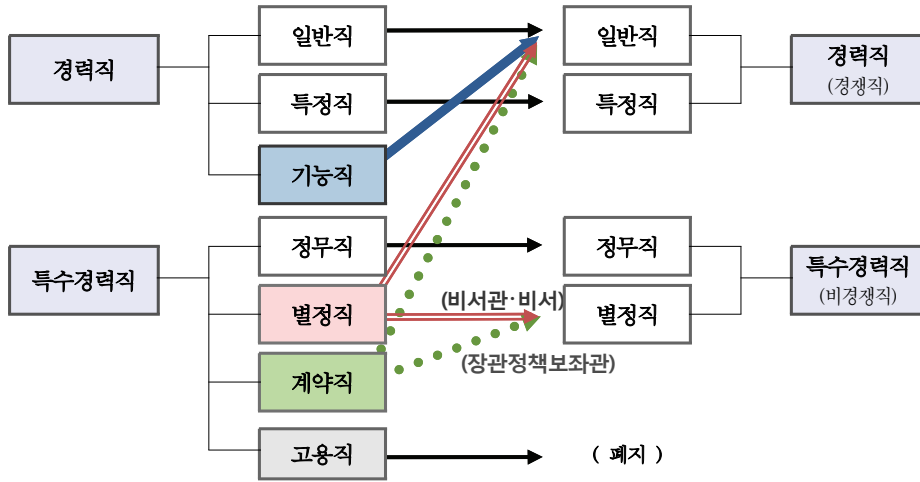 일반직
일반직
경력직
경력직
(경쟁직)
특정직
특정직
기능직
정무직
정무직
특수경력직
특수경력직
(비경쟁직)
별정직
(비서관·비서)
별정직
(장관정책보좌관)
계약직
고용직
( 폐지 )